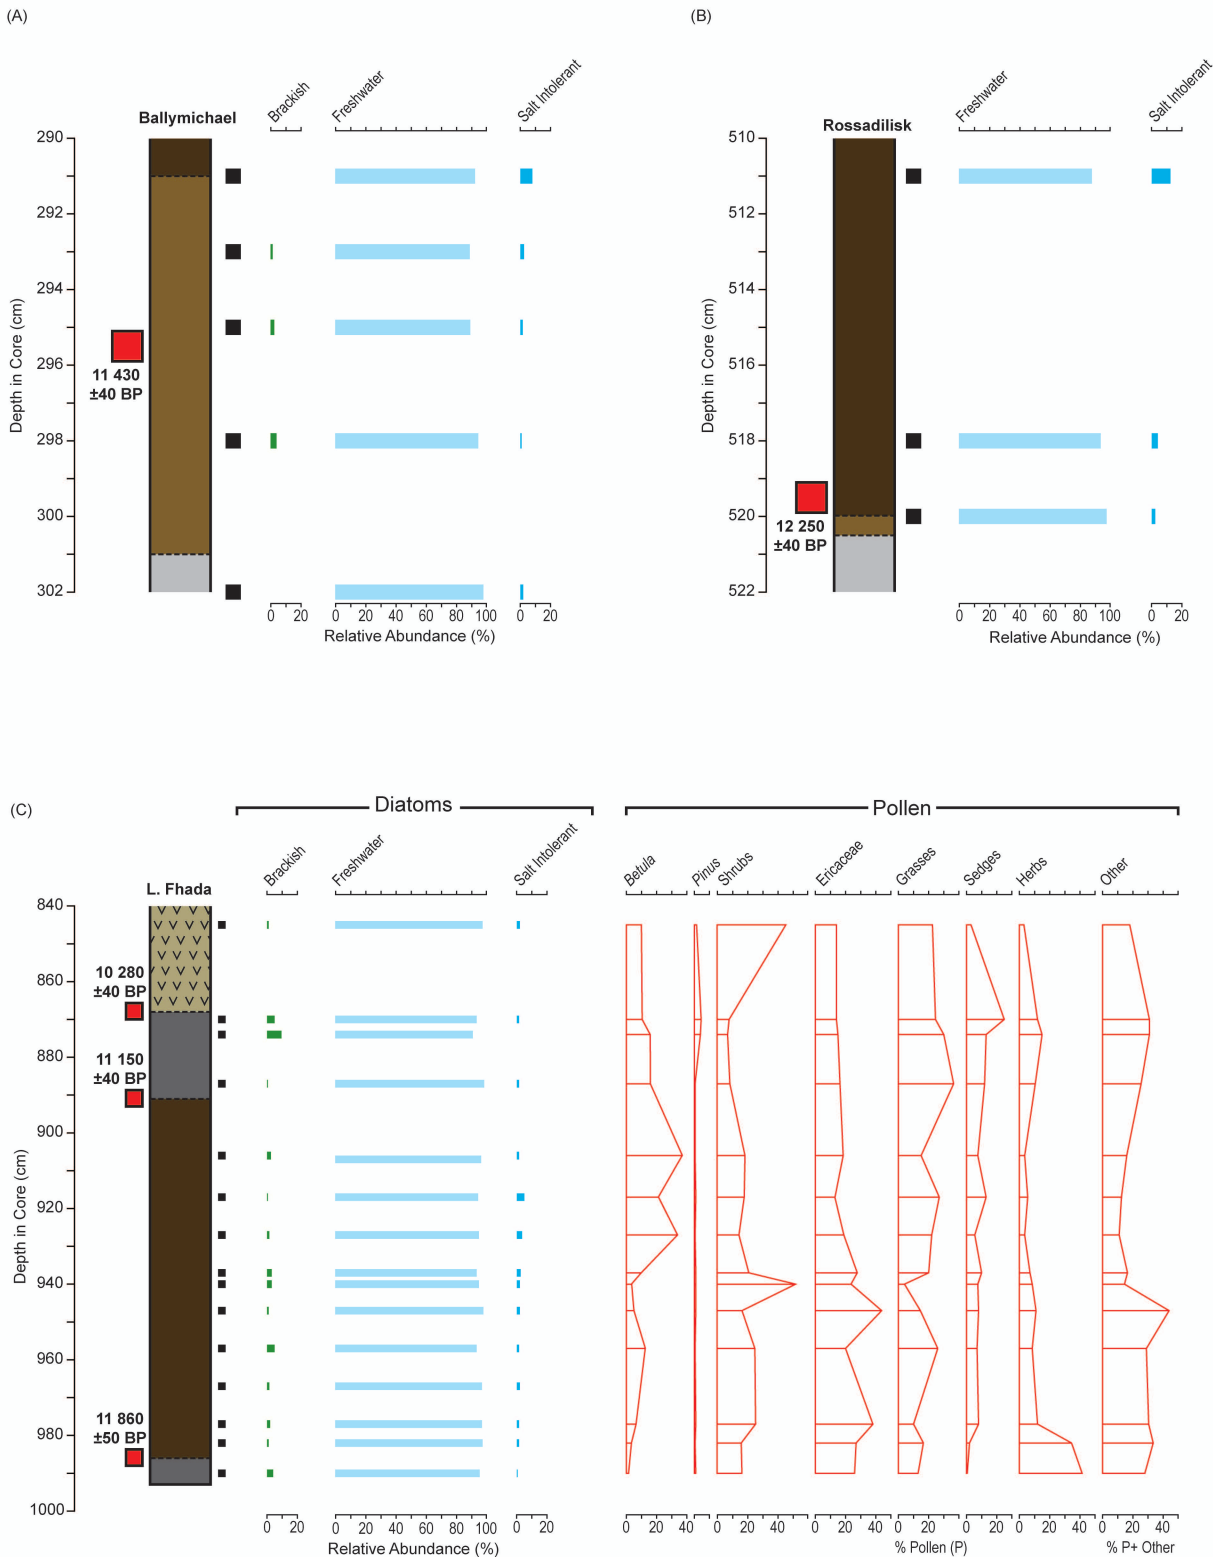 (A)
Ballymichael
Brackish
Freshwater
Salt Intolerant
Depth in Core (cm)
290
292
294
296
298
300
302
11 430
±40 BP
0 20
0 20 40 60 80 100
0 20
Relative Abundance (%)
(B)
Rossadilisk
Freshwater
Salt Intolerant
Depth in Core (cm)
510
512
514
516
518
520
522
12 250
±40 BP
0 20 40 60 80 100
0 20
Relative Abundance (%)
(C)
Diatoms
Pollen
L. Fhada
Brackish
Freshwater
Salt Intolerant
Betula
Pinus
Shrubs
Ericaceae
Grasses
Sedges
Herbs
Other
Depth in Core (cm)
840
860
880
900
920
940
960
980
1000
10 280
±40 BP
11 150
±40 BP
11 860
±50 BP
0 20
0 20 40 60 80 100
0 20
Relative Abundance (%)
0 20 40
0
0 20 40
0 20 40
0 20
0 20
0 20 40
0 20 40
% Pollen (P)
% P+ Other